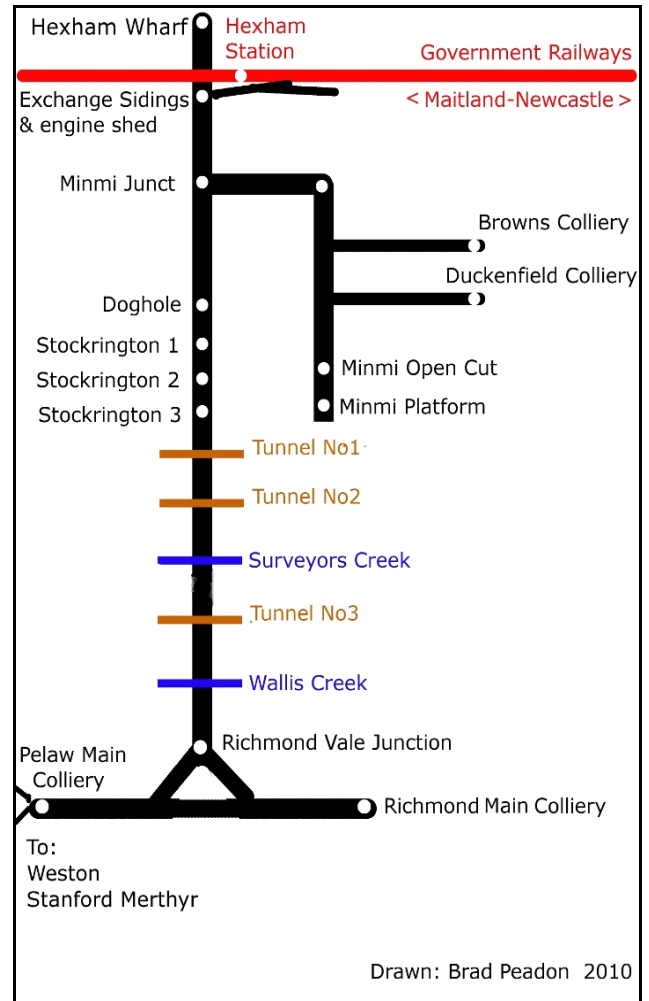 Hexham Wharf
Hexham
Station
Government Railways
Exchange Sidings
& engine shed
< Maitland-Newcastle >
Minmi Junct
Browns Colliery
Duckenfield Colliery
Doghole
Stockrington 1
Stockrington 2
Stockrington 3
Minmi Open Cut
Minmi Platform
Tunnel No1
Tunnel No2
Surveyors Creek
Tunnel No3
Wallis Creek
Richmond Vale Junction
Pelaw Main
Colliery
Richmond Main Colliery
To:
Weston
Stanford Merthyr
Drawn: Brad Peadon 2010